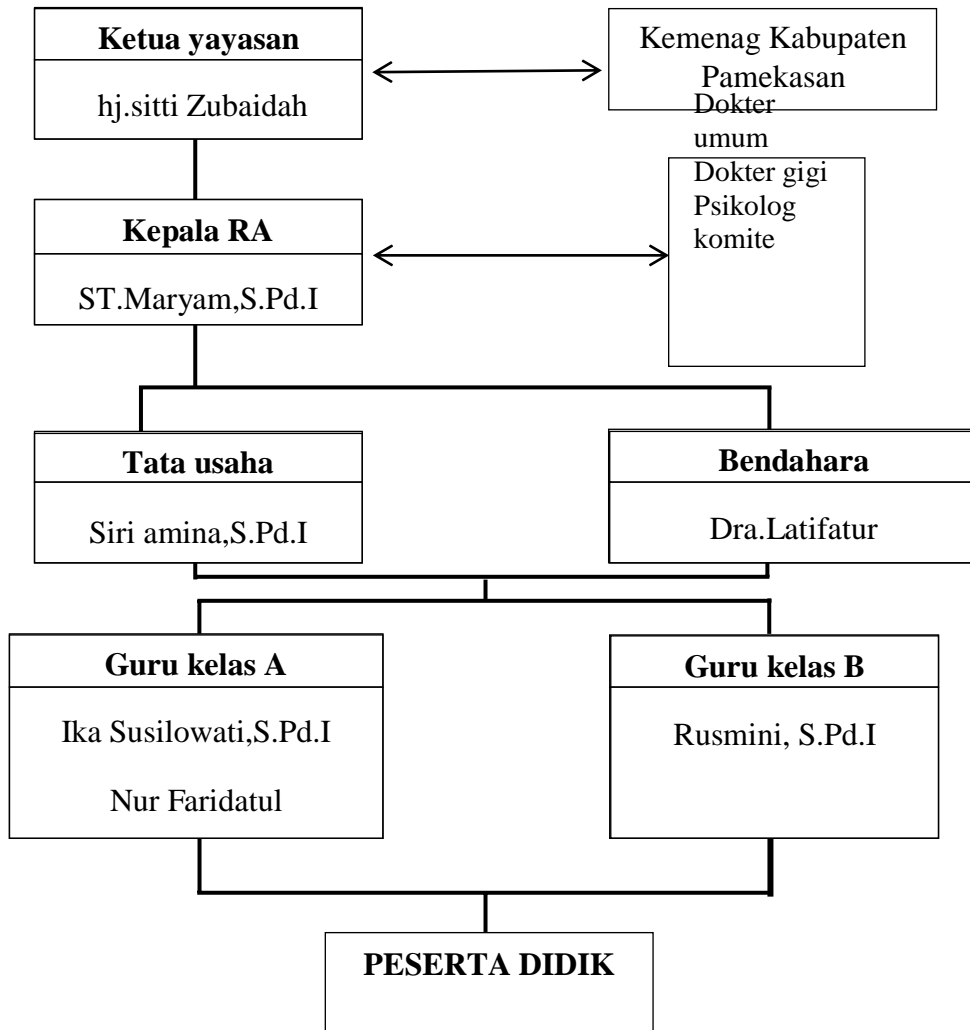 Ketua yayasan
hj.sitti Zubaidah
Kemenag Kabupaten
Pamekasan
Dokter
umum
Dokter gigi
Psikolog
komite
Kepala RA
ST.Maryam,S.Pd.I
Tata usaha
Siri amina,S.Pd.I
Bendahara
Dra.Latifatur
Guru kelas A
Ika Susilowati,S.Pd.I
Nur Faridatul
Guru kelas B
Rusmini, S.Pd.I
PESERTA DIDIK